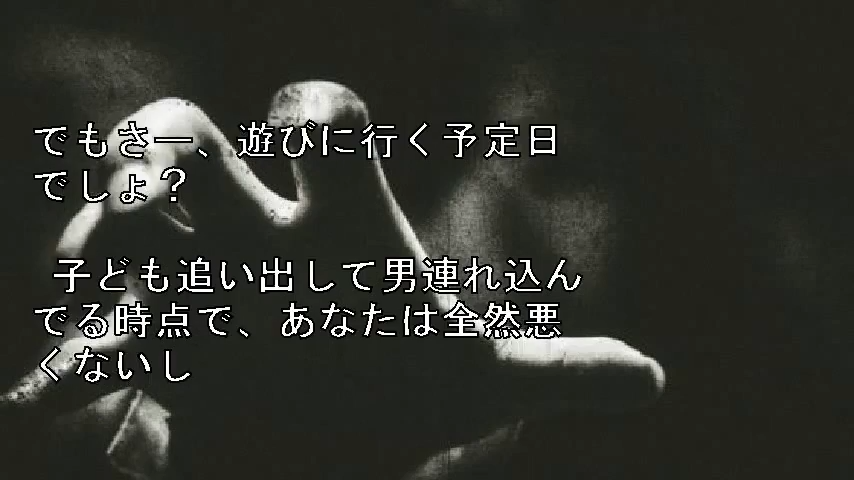 でもさー、遊びに行く予定日
でしょ？
子ども追い出して男連れ込ん
でる時点で、あなたは全然悪
くないし